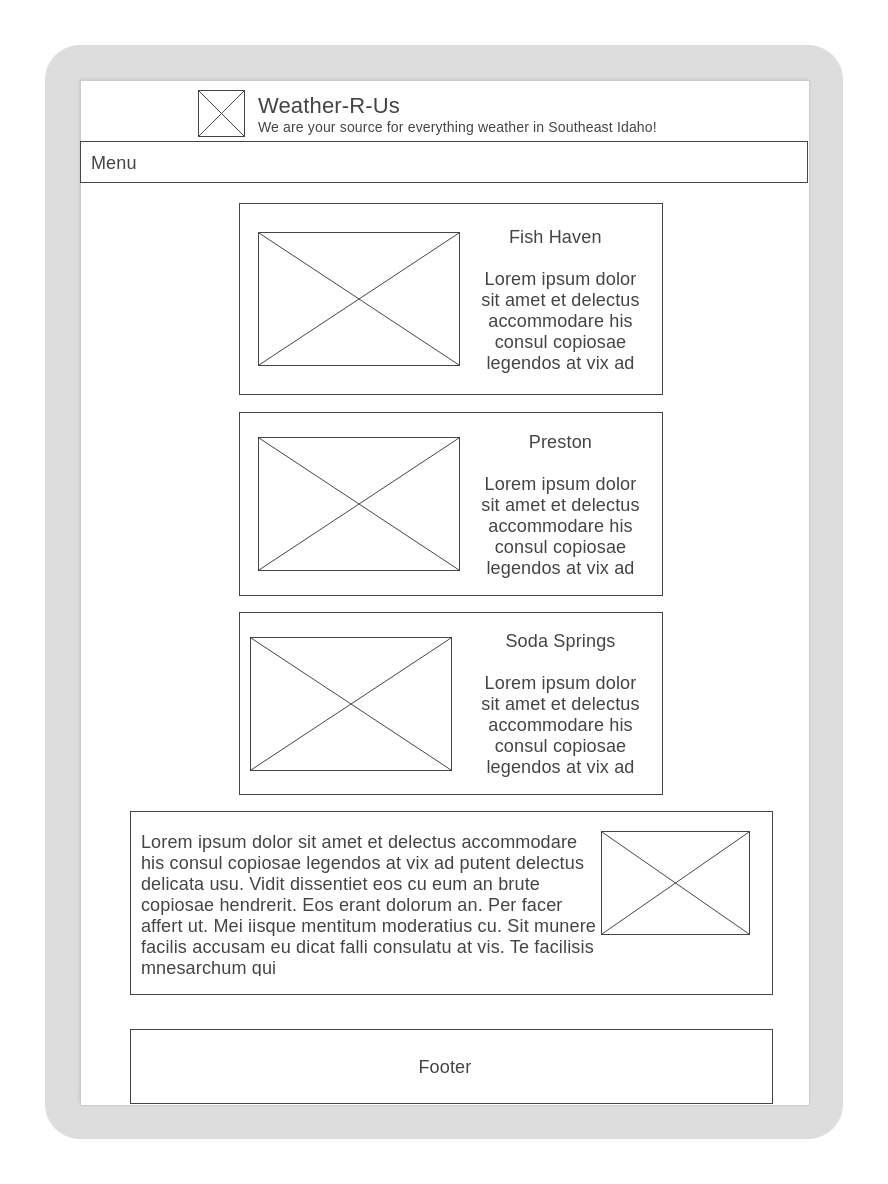 Weather-R-Us
We are your source for everything weather in Southeast Idaho!
Menu
Fish Haven
Lorem ipsum dolor
sit amet et delectus
accommodare his
consul copiosae
legendos at vix ad
Preston
Lorem ipsum dolor
sit amet et delectus
accommodare his
consul copiosae
legendos at vix ad
Soda Springs
Lorem ipsum dolor
sit amet et delectus
accommodare his
consul copiosae
legendos at vix ad
Lorem ipsum dolor sit amet et delectus accommodare
his consul copiosae legendos at vix ad putent delectus
delicata usu. Vidit dissentiet eos cu eum an brute
copiosae hendrerit. Eos erant dolorum an. Per facer
affert ut. Mei iisque mentitum moderatius cu. Sit munere
facilis accusam eu dicat falli consulatu at vis. Te facilisis
mnesarchum qui
Footer